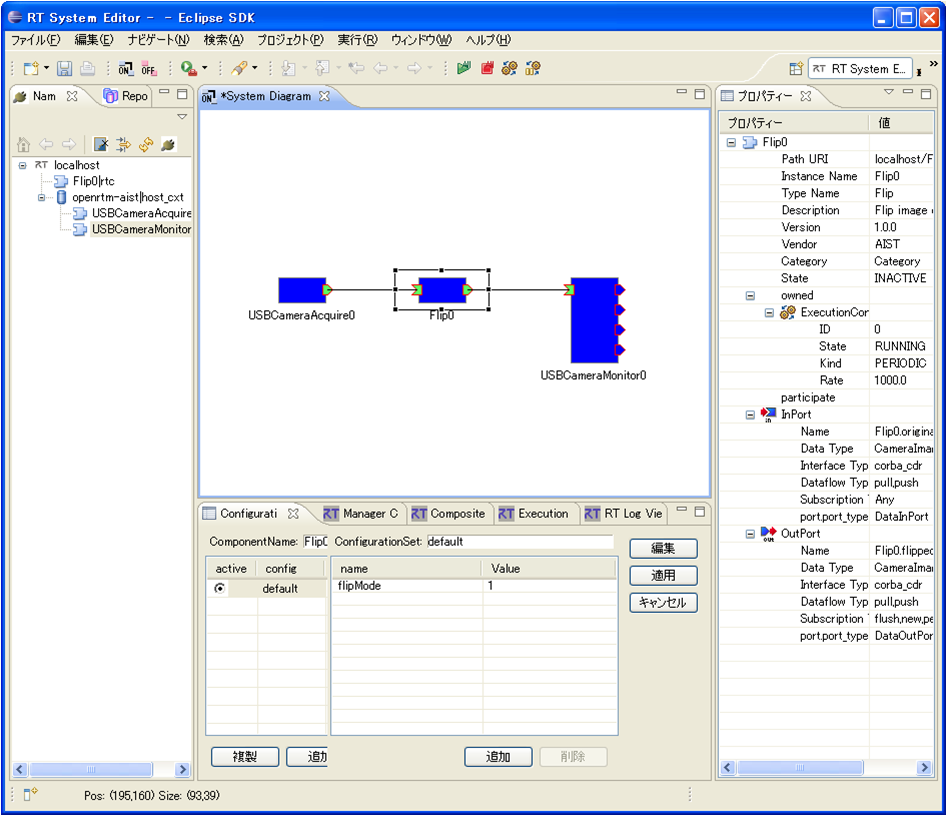 RT System Editor - - Eclipse SDK
ファイル(F) 編集(E) ナビゲート(N) 検索(A) プロジェクト(P) 実行(R) ウィンドウ(W) ヘルプ(H)
ON OFF RT System E... »
Nam Repo
ON *System Diagram
プロパティー
RT localhost
Flip0|rtc
openrtm-aist|host_cxt
USBCameraAcquire
USBCameraMonitor
USBCameraAcquire0
Flip0
USBCameraMonitor0
プロパティー 値
Flip0
Path URI localhost/F
Instance Name Flip0
Type Name Flip
Description Flip image
Version 1.0.0
Vendor AIST
Category Category
State INACTIVE
owned
ExecutionCon
ID 0
State RUNNING
Kind PERIODIC
Rate 1000.0
participate
InPort
Name Flip0.origina
Data Type CameraIma
Interface Typ corba_cdr
Dataflow Typ pull,push
Subscription Any
port.port_type DataInPort
OutPort
Name Flip0.flipped
Data Type CameraIma
Interface Typ corba_cdr
Dataflow Typ pull,push
Subscription flush,new,pe
port.port_type DataOutPor
Configurati RT Manager C RT Composite RT Execution RT RT Log Vie
ComponentName: Flip0 ConfigurationSet: default
編集
適用
キャンセル
active config name Value
default flipMode 1
複製 追加 追加 削除
Pos: (195,160) Size: (93,39)